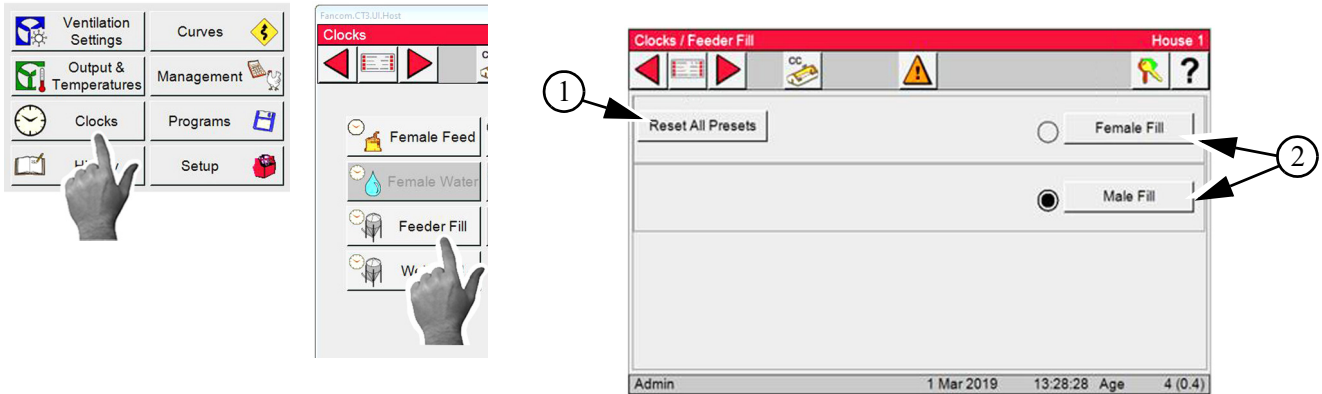 Ventilation
Settings
Curves
Output &
Temperatures
Management
Clocks
Programs
Setup
Fancom.CT3.UI.Host
Clocks
Female Feed
Female Water
Feeder Fill
Clocks / Feeder Fill
House 1
CC
?
1
Reset All Presets
Female Fill
2
Male Fill
Admin
1 Mar 2019
13:28:28
Age
4 (0.4)